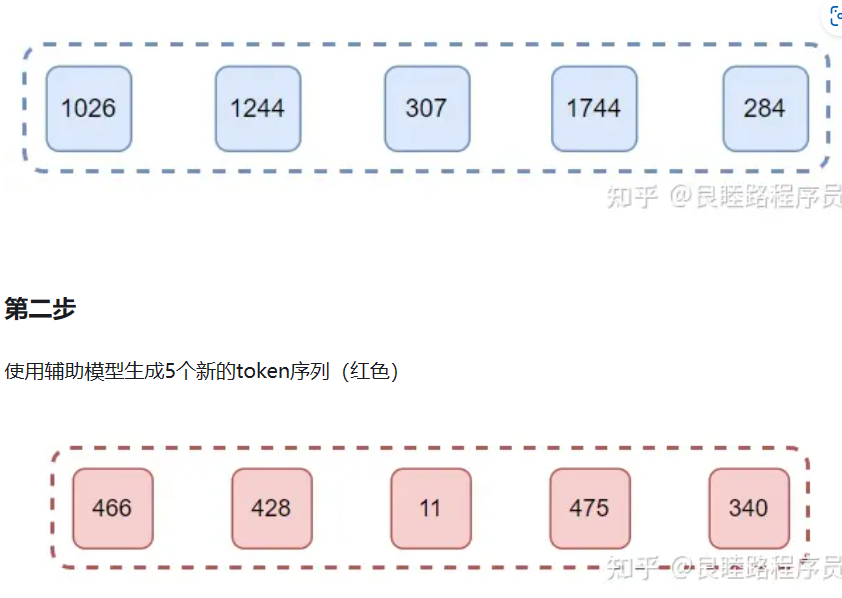 1026 1244 307 1744 284
知乎 @良睦路程序员
第二步
使用辅助模型生成5个新的token序列（红色）
466 428 11 475 340
知乎 @良睦路程序员